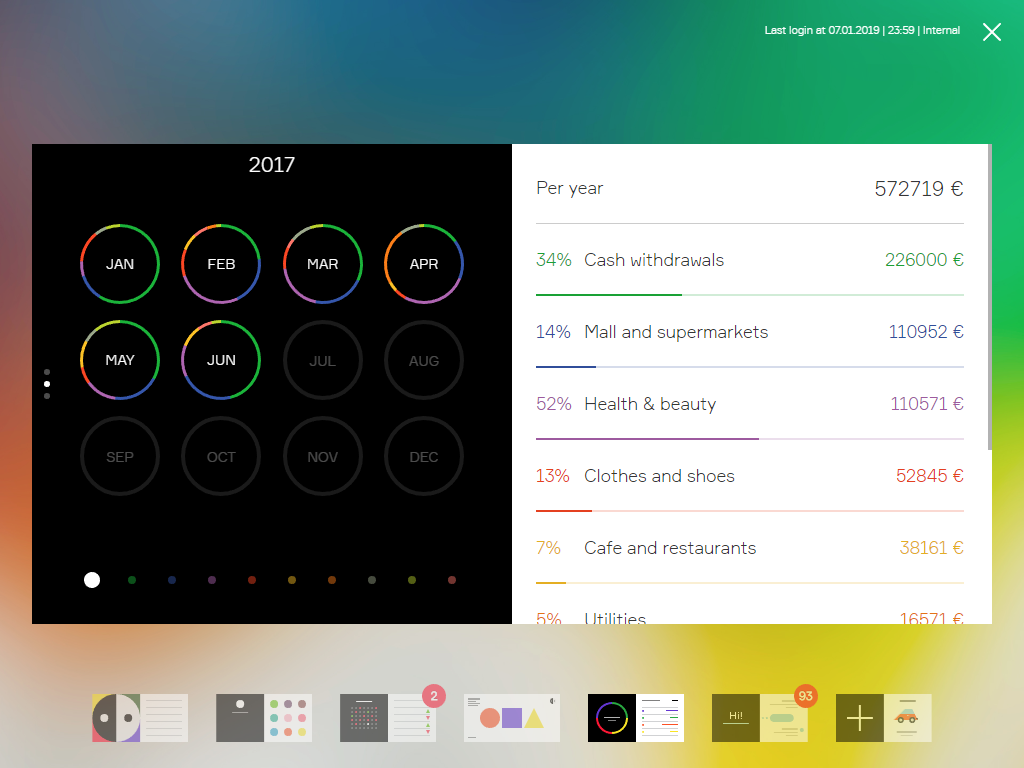 Last login at 07.01.2019 | 23:59 | Internal
2017
JAN FEB MAR APR
MAY JUN JUL AUG
SEP OCT NOV DEC
Per year 572719 €
34% Cash withdrawals 226000 €
14% Mall and supermarkets 110952 €
52% Health & beauty 110571 €
13% Clothes and shoes 52845 €
7% Cafe and restaurants 38161 €
5% Utilities 16571 €
2
93
Hi!